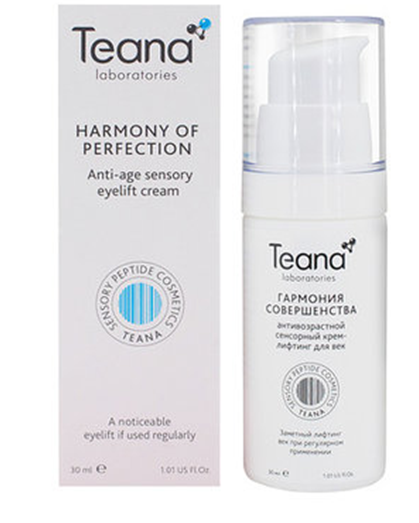 Teana
laboratories
HARMONY OF
PERFECTION
Anti-age sensory
eyelift cream
SENSORY PEPTIDE COSMETICS
TEANA
A noticeable
eyelift if used regularly
30 ml ℮ 1.01 US Fl.Oz.
Teana
laboratories
ГАРМОНИЯ
СОВЕРШЕНСТВА
антивозрастной
сенсорный крем-
лифтинг для век
SENSORY PEPTIDE COSMETICS
TEANA
Заметный лифтинг
век при регулярном
применении
30 ml ℮ 1.01 US Fl.Oz.